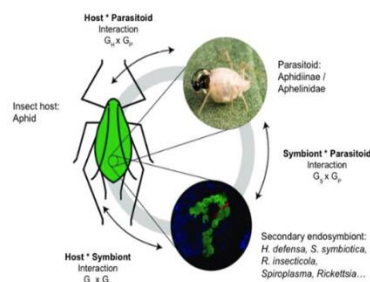 Host * Parasitoid
Interaction
G_H x G_P
Parasitoid:
Aphidiinae /
Aphelinidae
Insect host:
Aphid
Symbiont * Parasitoid
Interaction
G_S x G_P
Host * Symbiont
Interaction
G x G
Secondary endosymbiont:
H. defensa, S. symbiotica,
R. insecticola,
Spiroplasma, Rickettsia…